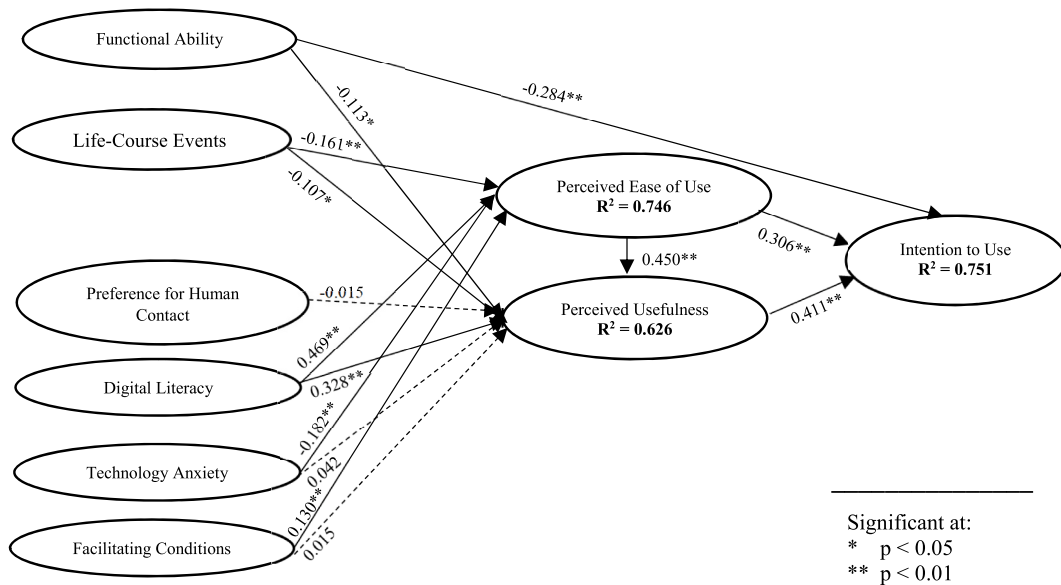 Functional Ability
-0.284**
-0.113*
Life-Course Events
-0.161**
-0.107*
Perceived Ease of Use
R² = 0.746
0.306**
Intention to Use
R² = 0.751
0.450**
Preference for Human
Contact
-0.015
Perceived Usefulness
R² = 0.626
0.411**
Digital Literacy
0.469**
0.328**
Technology Anxiety
-0.182**
0.042
Facilitating Conditions
0.130**
0.015
Significant at:
* p < 0.05
** p < 0.01